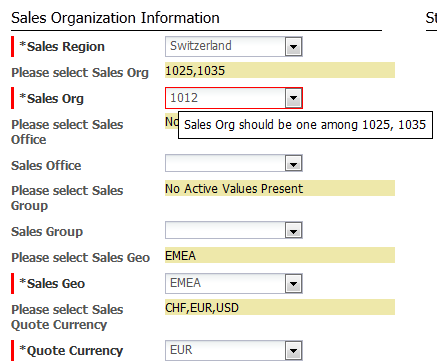 Sales Organization Information
*Sales Region Switzerland
Please select Sales Org 1025,1035
*Sales Org 1012
Sales Org should be one among 1025, 1035
Please select Sales
Office
Sales Office
Please select Sales No Active Values Present
Group
Sales Group
Please select Sales Geo EMEA
*Sales Geo EMEA
Please select Sales CHF,EUR,USD
Quote Currency
*Quote Currency EUR